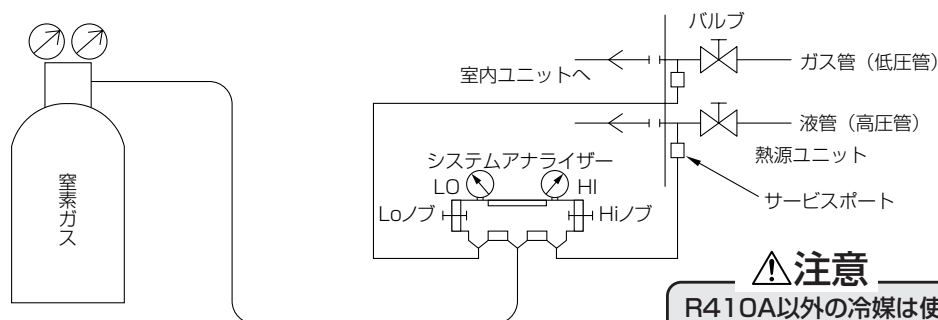 バルブ
ガス管（低圧管）
室内ユニットへ
液管（高圧管）
熱源ユニット
システムアナライザー
LO
HI
Loノブ
Hiノブ
サービスポート
窒素ガス
注意
R410A以外の冷媒は使